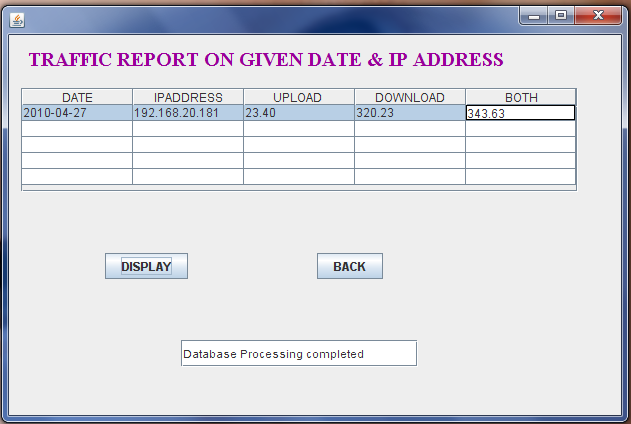 TRAFFIC REPORT ON GIVEN DATE & IP ADDRESS
DATE IPADDRESS UPLOAD DOWNLOAD BOTH
2010-04-27 192.168.20.181 23.40 320.23 343.63
DISPLAY BACK
Database Processing completed